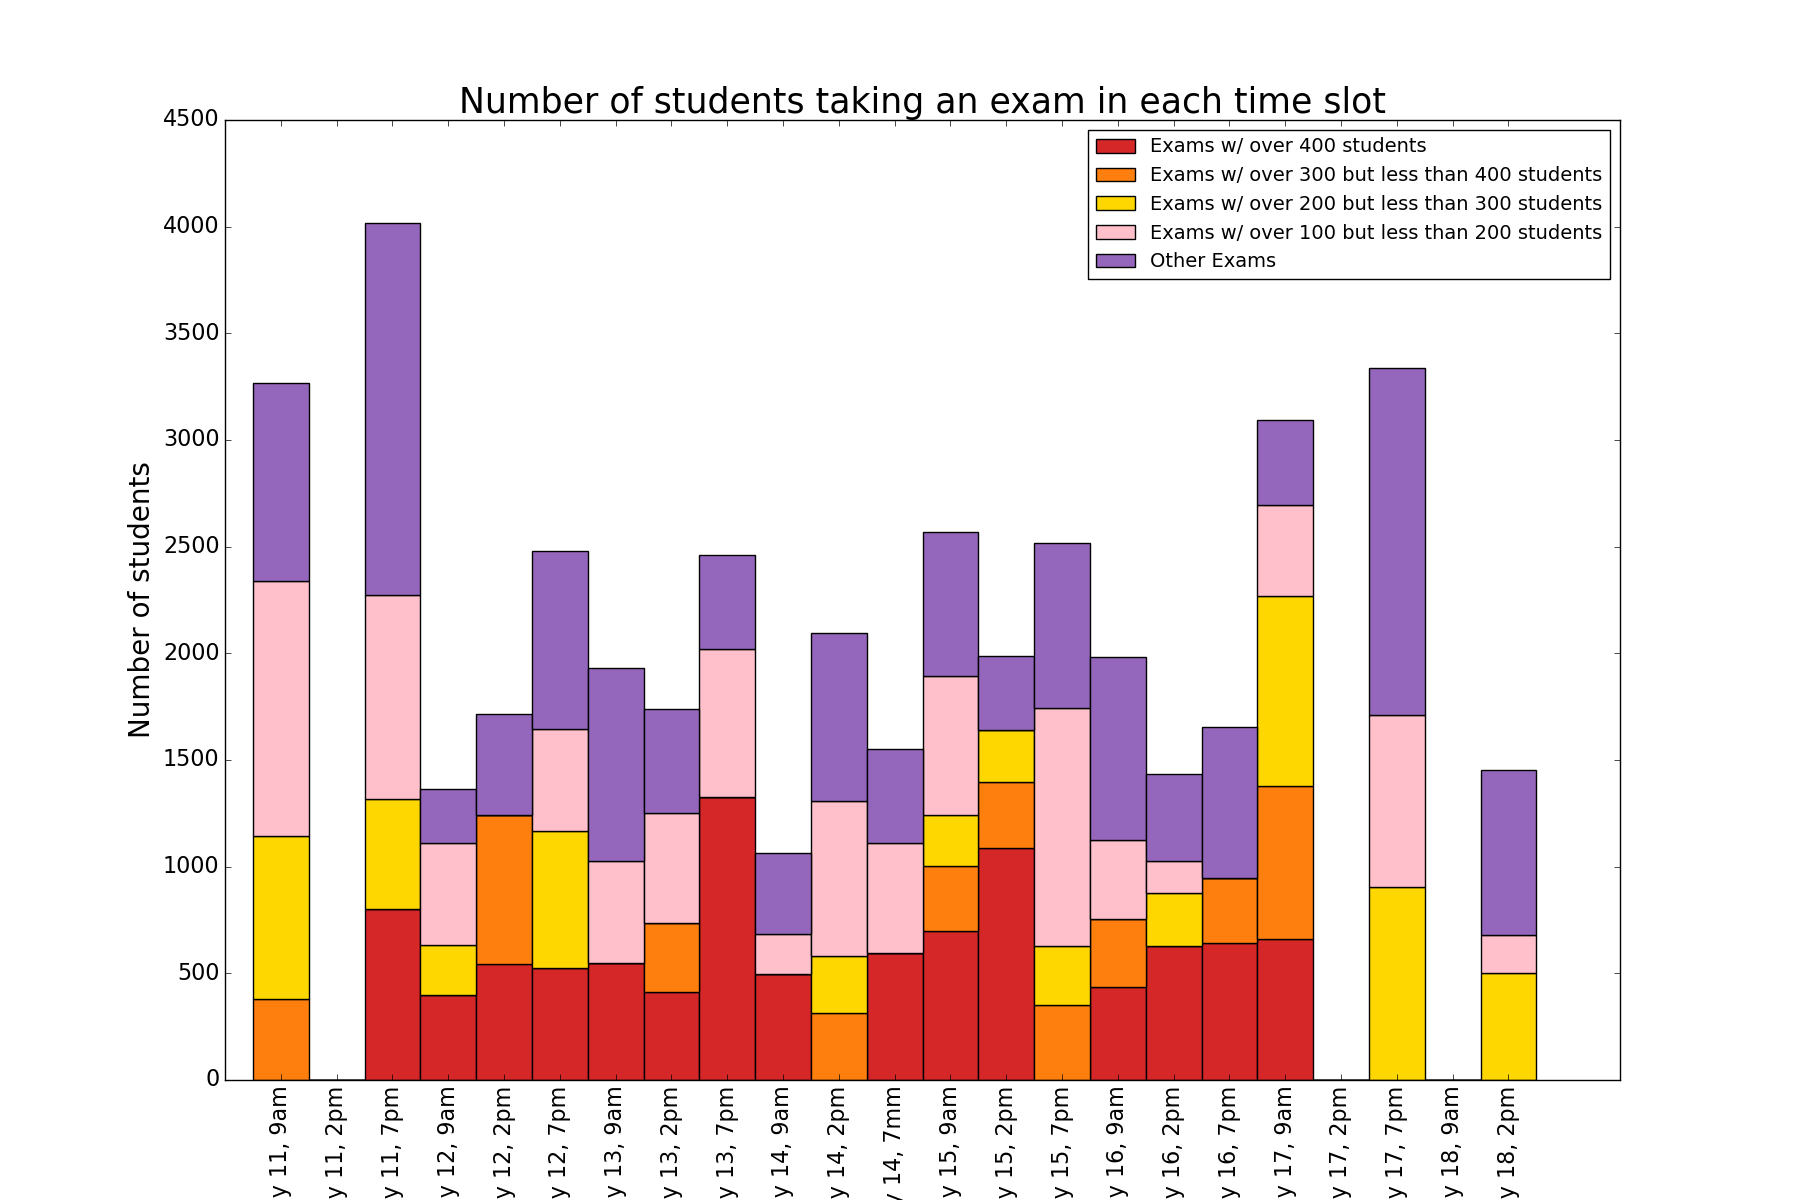 Number of students taking an exam in each time slot
Exams w/ over 400 students
Exams w/ over 300 but less than 400 students
Exams w/ over 200 but less than 300 students
Exams w/ over 100 but less than 200 students
Other Exams
Number of students
4500
4000
3500
3000
2500
2000
1500
1000
500
0
y 11, 9am
y 11, 2pm
y 11, 7pm
y 12, 9am
y 12, 2pm
y 12, 7pm
y 13, 9am
y 13, 2pm
y 13, 7pm
y 14, 9am
y 14, 2pm
y 14, 7mm
y 15, 9am
y 15, 2pm
y 15, 7pm
y 16, 9am
y 16, 2pm
y 16, 7pm
y 17, 9am
y 17, 2pm
y 17, 7pm
y 18, 9am
y 18, 2pm